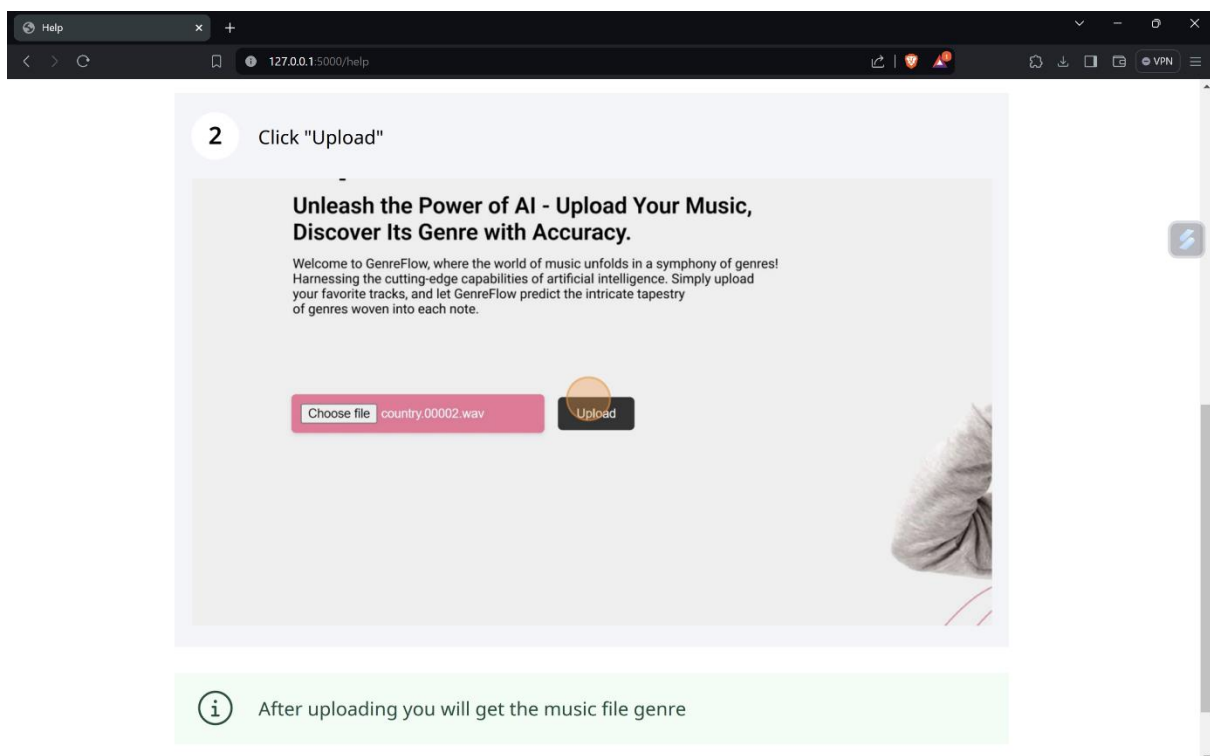 Help
127.0.0.1:5000/help
VPN
2 Click "Upload"
Unleash the Power of AI - Upload Your Music,
Discover Its Genre with Accuracy.
Welcome to GenreFlow, where the world of music unfolds in a symphony of genres!
Harnessing the cutting-edge capabilities of artificial intelligence. Simply upload
your favorite tracks, and let GenreFlow predict the intricate tapestry
of genres woven into each note.
Choose file country.00002.wav Upload
After uploading you will get the music file genre